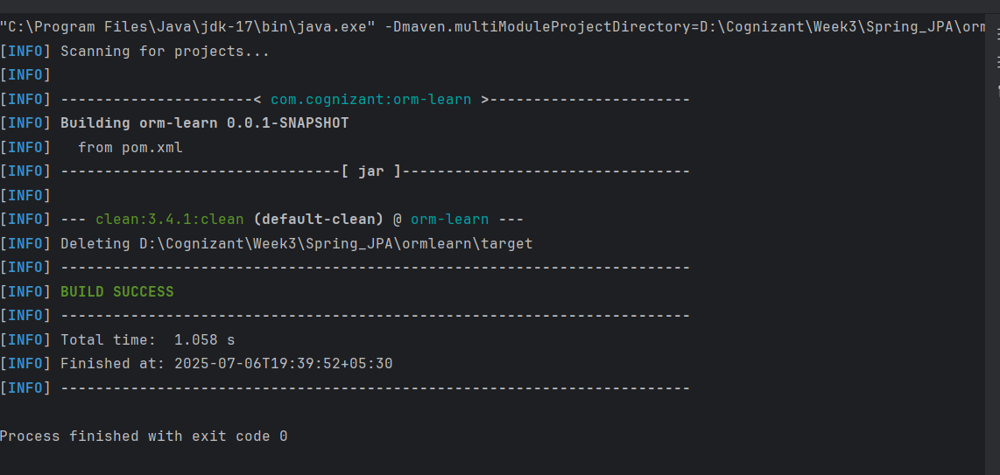 "C:\Program Files\Java\jdk-17\bin\java.exe" -Dmaven.multiModuleProjectDirectory=D:\Cognizant\Week3\Spring_JPA\orm
[INFO] Scanning for projects...
[INFO]
[INFO] ----------------------< com.cognizant:orm-learn >-----------------------
[INFO] Building orm-learn 0.0.1-SNAPSHOT
[INFO]   from pom.xml
[INFO] --------------------------------[ jar ]---------------------------------
[INFO]
[INFO] --- clean:3.4.1:clean (default-clean) @ orm-learn ---
[INFO] Deleting D:\Cognizant\Week3\Spring_JPA\ormlearn\target
[INFO] ------------------------------------------------------------------------
[INFO] BUILD SUCCESS
[INFO] ------------------------------------------------------------------------
[INFO] Total time:  1.058 s
[INFO] Finished at: 2025-07-06T19:39:52+05:30
[INFO] ------------------------------------------------------------------------
Process finished with exit code 0